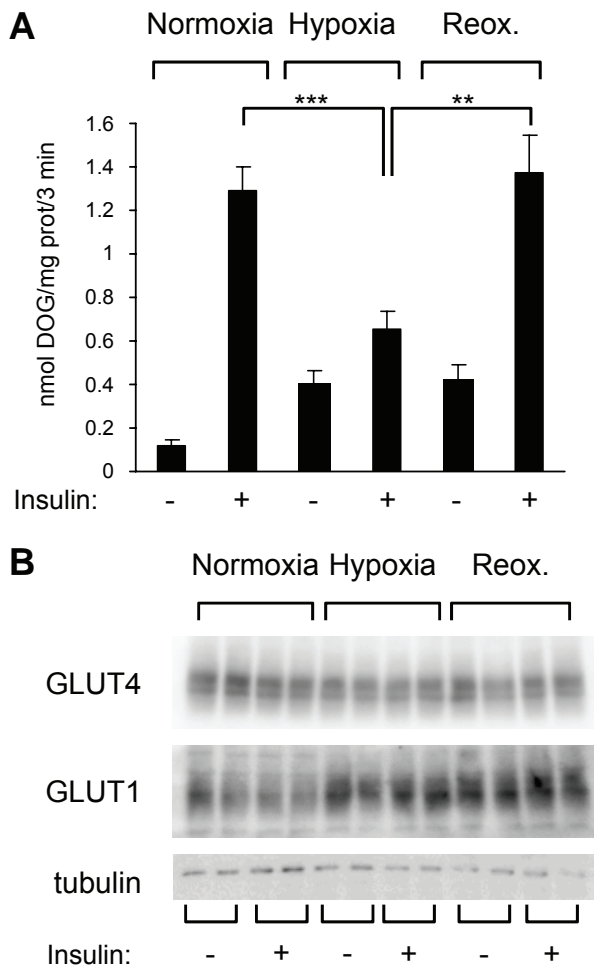 A
Normoxia Hypoxia Reox.
*** **
nmol DOG/mg prot/3 min
1.6
1.4
1.2
1
0.8
0.6
0.4
0.2
0
Insulin: - + - + - +
B
Normoxia Hypoxia Reox.
GLUT4
GLUT1
tubulin
Insulin: - + - + - +